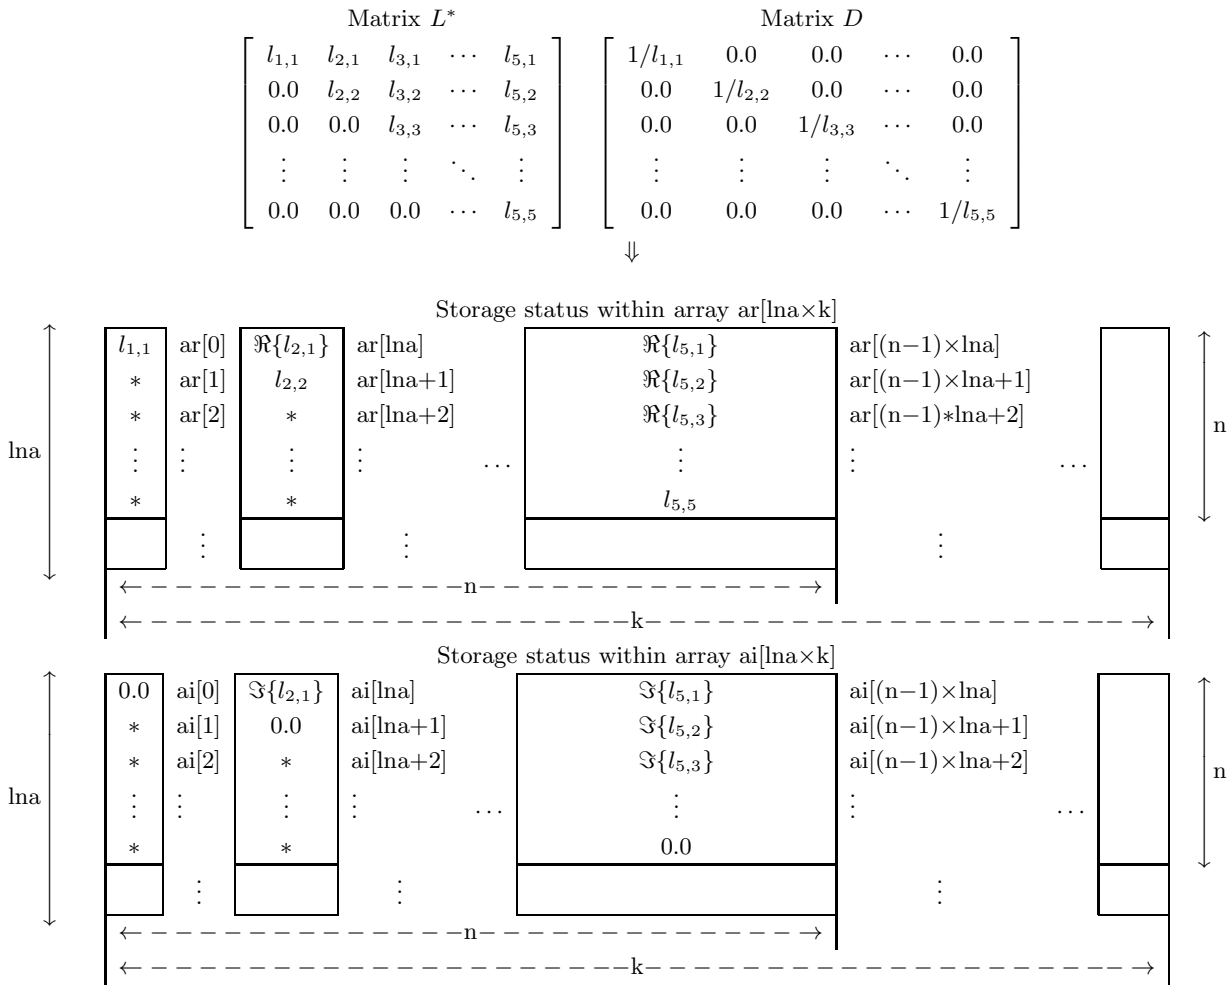 Matrix L* Matrix D
l1,1 l2,1 l3,1 ⋯ l5,1 1/l1,1 0.0 0.0 ⋯ 0.0
0.0 l2,2 l3,2 ⋯ l5,2 0.0 1/l2,2 0.0 ⋯ 0.0
0.0 0.0 l3,3 ⋯ l5,3 0.0 0.0 1/l3,3 ⋯ 0.0
⋮ ⋮ ⋮ ⋱ ⋮ ⋮ ⋮ ⋮ ⋱ ⋮
0.0 0.0 0.0 ⋯ l5,5 0.0 0.0 0.0 ⋯ 1/l5,5
⇓
Storage status within array ar[lna×k]
l1,1 ar[0] ℜ{l2,1} ar[lna] ℜ{l5,1} ar[(n−1)×lna]
∗ ar[1] l2,2 ar[lna+1] ℜ{l5,2} ar[(n−1)×lna+1]
∗ ar[2] ∗ ar[lna+2] ℜ{l5,3} ar[(n−1)∗lna+2]
lna ⋮ ⋮ ⋮ ⋮ ⋯ ⋮ ⋮ ⋯ n
∗ ∗ l5,5
⋮ ⋮ ⋮
n
k
Storage status within array ai[lna×k]
0.0 ai[0] ℑ{l2,1} ai[lna] ℑ{l5,1} ai[(n−1)×lna]
∗ ai[1] 0.0 ai[lna+1] ℑ{l5,2} ai[(n−1)×lna+1]
∗ ai[2] ∗ ai[lna+2] ℑ{l5,3} ai[(n−1)×lna+2]
lna ⋮ ⋮ ⋮ ⋮ ⋯ ⋮ ⋮ ⋯ n
∗ ∗ 0.0
⋮ ⋮ ⋮
n
k